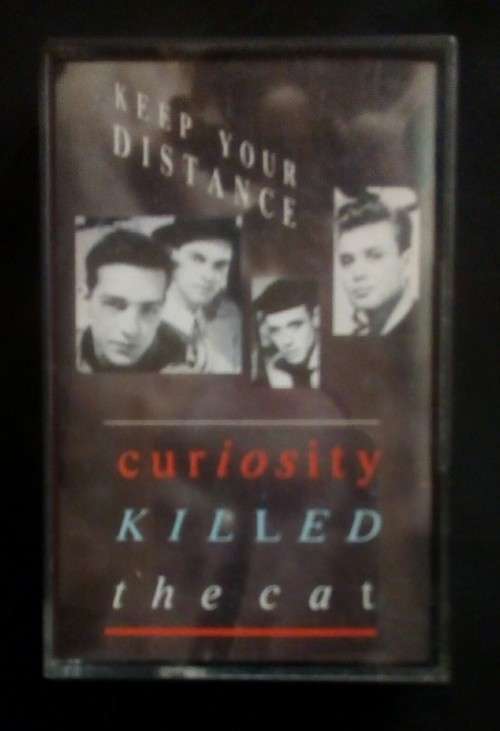 KEEP YOUR
DISTANCE
curiosity
KILLED
the cat